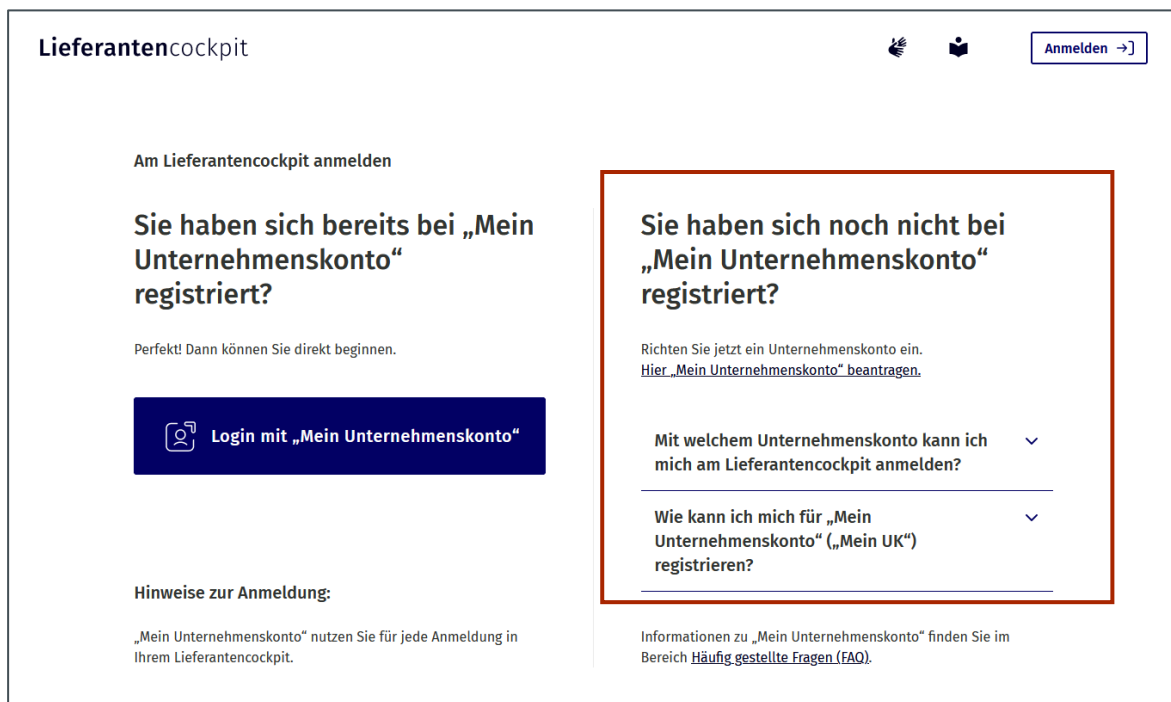 Lieferantencockpit
Anmelden
Am Lieferantencockpit anmelden
Sie haben sich bereits bei „Mein
Unternehmenskonto“
registriert?
Perfekt! Dann können Sie direkt beginnen.
Login mit „Mein Unternehmenskonto“
Hinweise zur Anmeldung:
„Mein Unternehmenskonto“ nutzen Sie für jede Anmeldung in
Ihrem Lieferantencockpit.
Sie haben sich noch nicht bei
„Mein Unternehmenskonto“
registriert?
Richten Sie jetzt ein Unternehmenskonto ein.
Hier „Mein Unternehmenskonto“ beantragen.
Mit welchem Unternehmenskonto kann ich
mich am Lieferantencockpit anmelden?
Wie kann ich mich für „Mein
Unternehmenskonto“ („Mein UK“)
registrieren?
Informationen zu „Mein Unternehmenskonto“ finden Sie im
Bereich Häufig gestellte Fragen (FAQ).